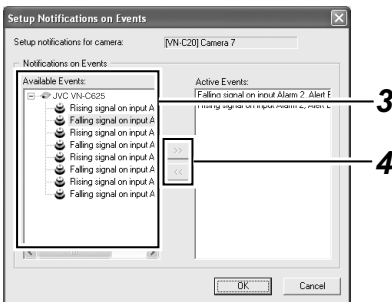 Setup Notifications on Events
Setup notifications for camera: [VN-C20] Camera 7
Notifications on Events
Available Events:
JVC VN-C625
Rising signal on input A
Falling signal on input A
Rising signal on input A
Falling signal on input A
Rising signal on input A
Falling signal on input A
Rising signal on input A
Falling signal on input A
>>
<<
Active Events:
Falling signal on input Alarm 2, Alert E
Rising signal on input Alarm 2, Alert E
3
4
OK
Cancel